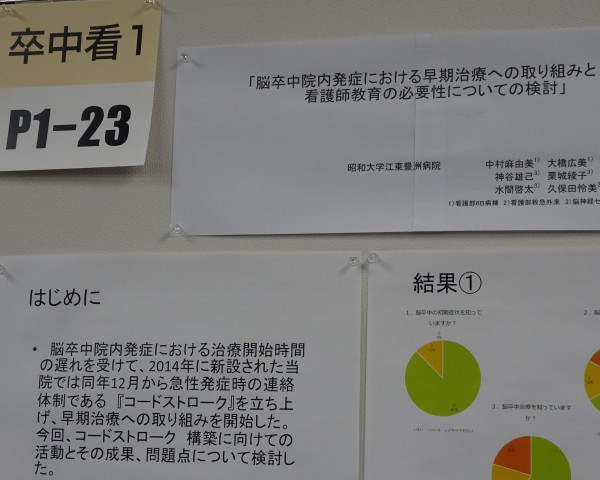 卒中看1
P1-23
「脳卒中院内発症における早期治療への取り組みと
看護師教育の必要性についての検討」
昭和大学江東豊洲病院
中村麻由美1) 大橋広美1)
神谷雄己3) 栗城綾子3)
水間啓太3) 久保田怜美2)
1)看護部6B病棟 2)看護部救急外来 3)脳神経セ
はじめに
• 脳卒中院内発症における治療開始時間
の遅れを受けて、2014年に新設された当
院では同年12月から急性発症時の連絡
体制である『コードストローク』を立ち上
げ、早期治療への取り組みを開始した。
今回、コードストローク 構築に向けての
活動とその成果、問題点について検討し
た。
結果①
1．脳卒中の初期症状を知って
いますか？
2．脳
3．脳卒中治療を知っています
か？